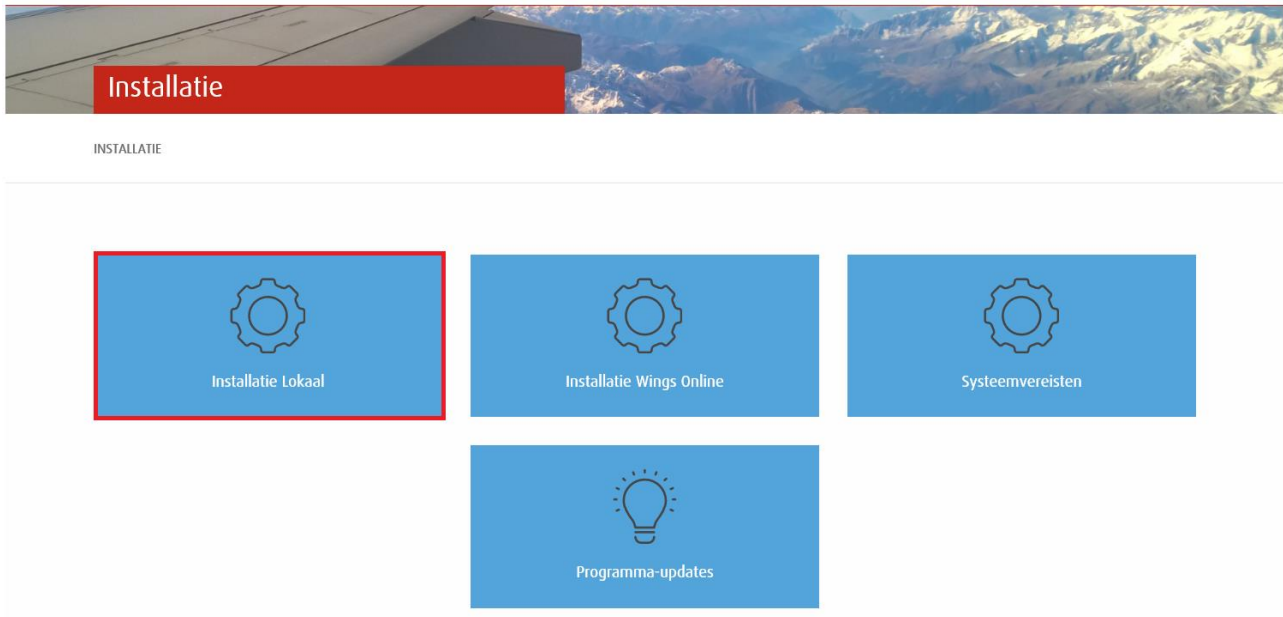 Installatie
INSTALLATIE
Installatie Lokaal
Installatie Wings Online
Systeemvereisten
Programma-updates